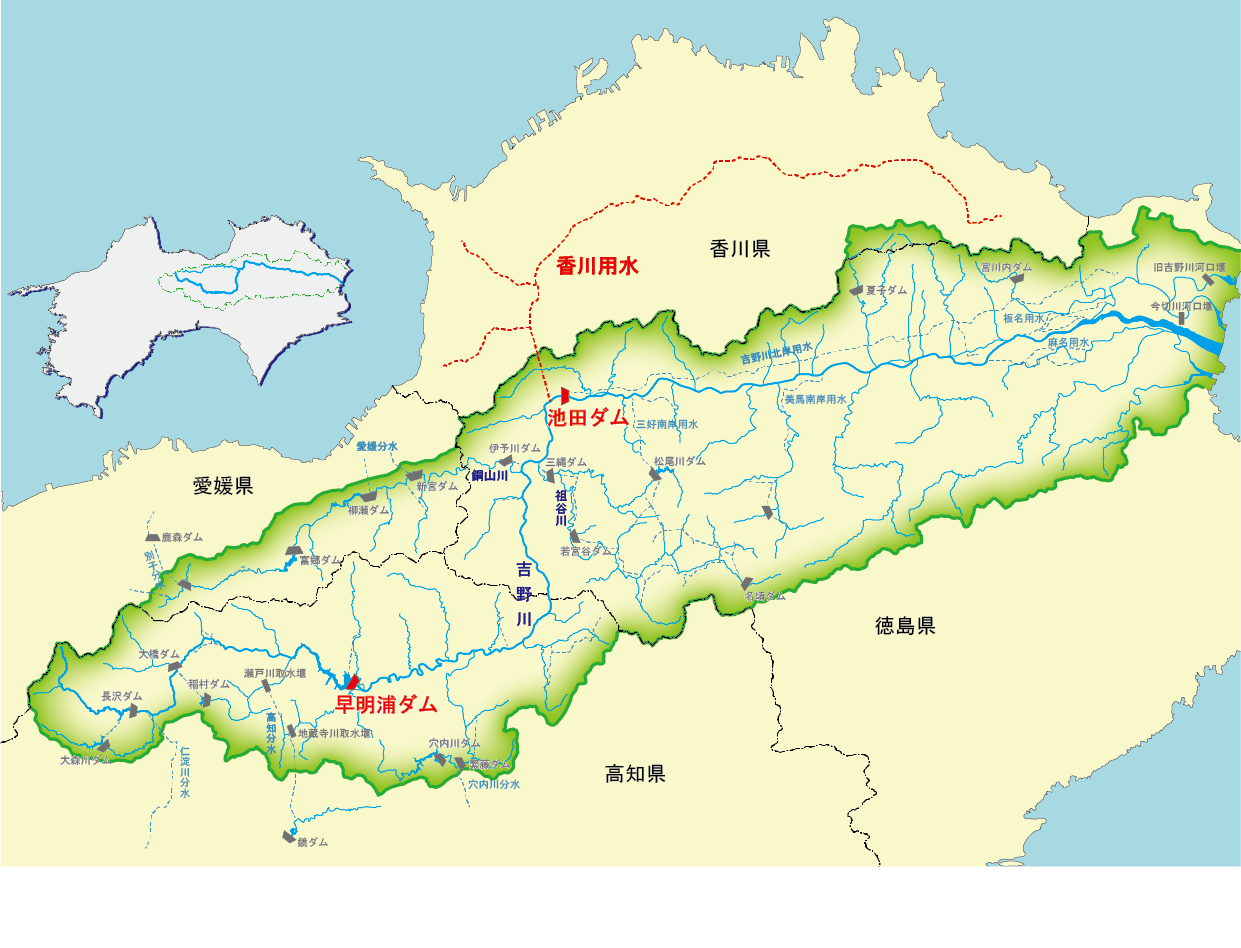 香川県
香川用水
宮川内ダム
旧吉野川河口堰
夏子ダム
今切川河口堰
板名用水
麻名用水
吉野川北岸用水
美馬南岸用水
池田ダム
三好南岸用水
愛媛分水
伊予川ダム
三縄ダム
松尾川ダム
銅山川
新宮ダム
愛媛県
柳瀬ダム
祖谷川
鹿森ダム
若宮谷ダム
別子分水
富郷ダム
吉野川
名頃ダム
徳島県
大橋ダム
瀬戸川取水堰
稲村ダム
長沢ダム
早明浦ダム
高知分水
地蔵寺川取水堰
穴内川ダム
大森川ダム
繁藤ダム
仁淀川分水
高知県
穴内川分水
鏡ダム